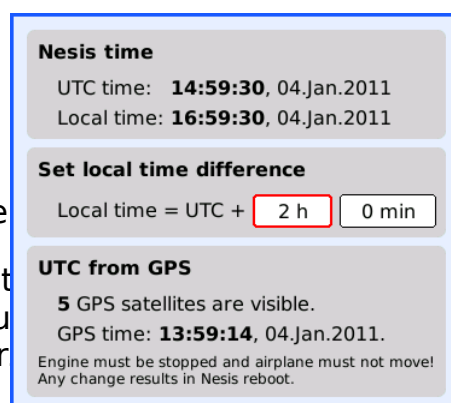 Nesis time
UTC time: 14:59:30, 04.Jan.2011
Local time: 16:59:30, 04.Jan.2011
Set local time difference
Local time = UTC + 2 h 0 min
UTC from GPS
5 GPS satellites are visible.
GPS time: 13:59:14, 04.Jan.2011.
Engine must be stopped and airplane must not move!
Any change results in Nesis reboot.